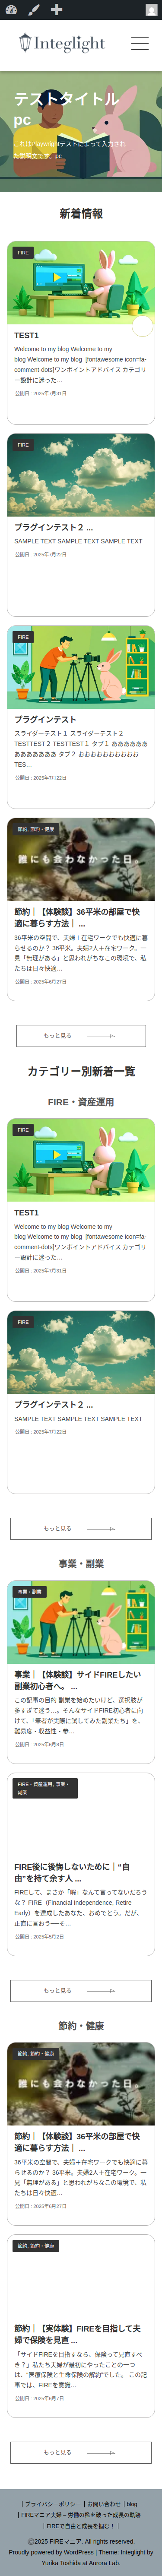 Integlight
テストタイトル
pc
これはPlaywrightテストによって入力され
た説明文です。pc
新着情報
FIRE
TEST1
Welcome to my blog Welcome to my
blog Welcome to my blog [fontawesome icon=fa-
comment-dots]ワンポイントアドバイス カテゴリ
ー設計に迷った…
公開日 : 2025年7月31日
FIRE
プラグインテスト２ ...
SAMPLE TEXT SAMPLE TEXT SAMPLE TEXT
公開日 : 2025年7月22日
FIRE
プラグインテスト
スライダーテスト１ スライダーテスト２
TESTTEST２ TESTTEST１ タブ１ ああああああ
あああああああ タブ２ おおおおおおおおおお
TES…
公開日 : 2025年7月22日
節約, 節約・健康
誰にも会わなかった日
節約｜【体験談】36平米の部屋で快
適に暮らす方法｜ ...
36平米の空間で、夫婦＋在宅ワークでも快適に暮
らせるのか？ 36平米。夫婦2人＋在宅ワーク。一
見「無理がある」と思われがちなこの環境で、私
たちは日々快適…
公開日 : 2025年6月27日
もっと見る
カテゴリー別新着一覧
FIRE・資産運用
FIRE
TEST1
Welcome to my blog Welcome to my
blog Welcome to my blog [fontawesome icon=fa-
comment-dots]ワンポイントアドバイス カテゴリ
ー設計に迷った…
公開日 : 2025年7月31日
FIRE
プラグインテスト２ ...
SAMPLE TEXT SAMPLE TEXT SAMPLE TEXT
公開日 : 2025年7月22日
もっと見る
事業・副業
事業・副業
事業｜【体験談】サイドFIREしたい
副業初心者へ。 ...
この記事の目的 副業を始めたいけど、選択肢が
多すぎて迷う…。そんなサイドFIRE初心者に向
けて、「筆者が実際に試してみた副業たち」を、
難易度・収益性・参…
公開日 : 2025年6月8日
FIRE・資産運用, 事業・
副業
FIRE後に後悔しないために｜“自
由”を持て余す人 ...
FIREして、まさか「暇」なんて言ってないだろう
な？ FIRE（Financial Independence, Retire
Early）を達成したあなた、おめでとう。だが、
正直に言おう──そ…
公開日 : 2025年5月2日
もっと見る
節約・健康
節約, 節約・健康
誰にも会わなかった日
節約｜【体験談】36平米の部屋で快
適に暮らす方法｜ ...
36平米の空間で、夫婦＋在宅ワークでも快適に暮
らせるのか？ 36平米。夫婦2人＋在宅ワーク。一
見「無理がある」と思われがちなこの環境で、私
たちは日々快適…
公開日 : 2025年6月27日
節約, 節約・健康
節約｜【実体験】FIREを目指して夫
婦で保険を見直 ...
「サイドFIREを目指すなら、保険って見直すべ
き？」私たち夫婦が最初にやったことの一つ
は、“医療保険と生命保険の解約”でした。 この記
事では、FIREを意識…
公開日 : 2025年6月7日
もっと見る
| プライバシーポリシー | お問い合わせ | blog
| FIREマニア夫婦 – 労働の檻を破った成長の軌跡
| FIREで自由と成長を掴む！ |
Ⓒ2025 FIREマニア. All rights reserved.
Proudly powered by WordPress | Theme: Integlight by
Yurika Toshida at Aurora Lab.